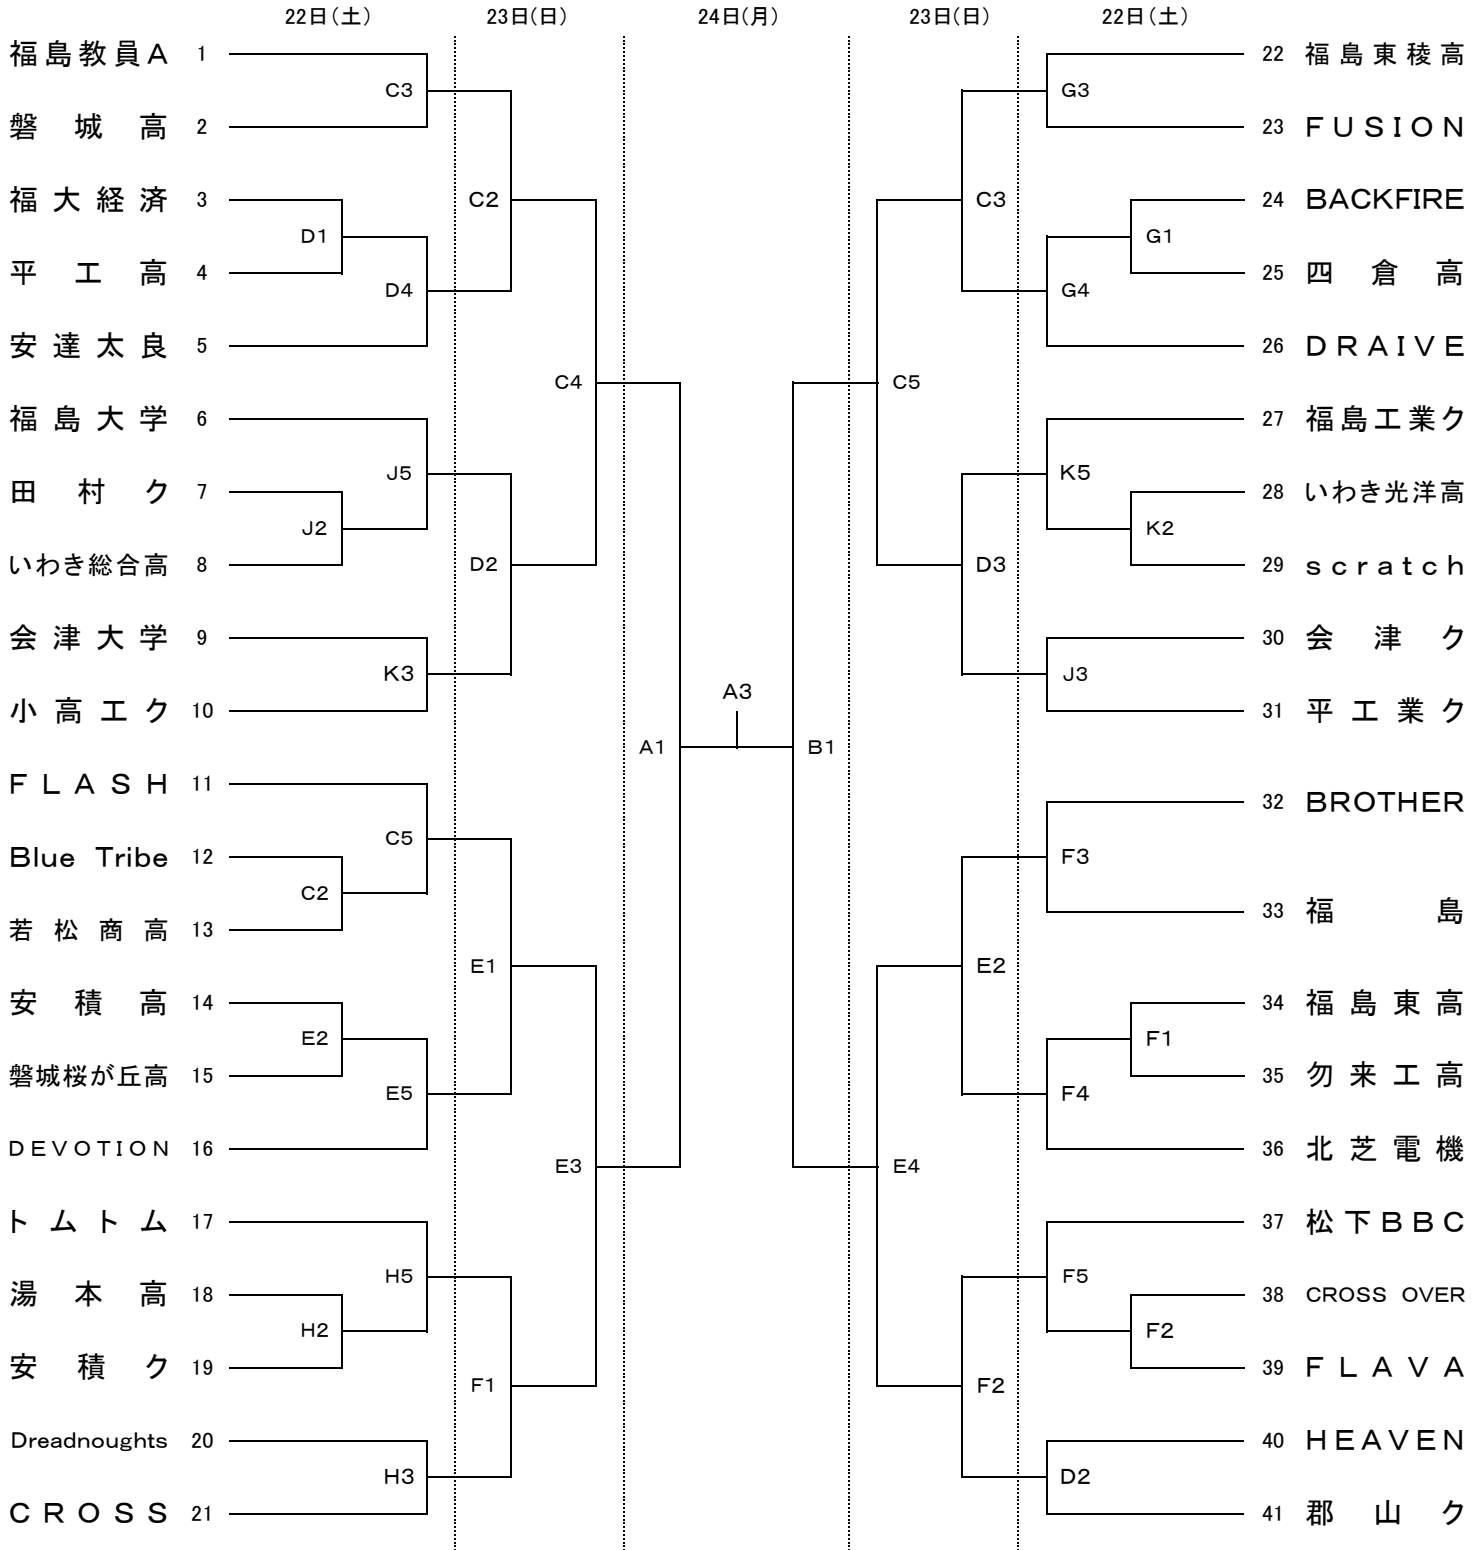 22日(土) 23日(日) 24日(月) 23日(日) 22日(土)
福島教員A 1 22 福島東稜高
C3 G3
磐城高 2 23 FUSION
福大経済 3 C2 C3 24 BACKFIRE
D1 G1
平工高 4 25 四倉高
D4 G4
安達太良 5 26 DRAIVE
C4 C5
福島大学 6 27 福島工業ク
J5 K5
田村ク 7 28 いわき光洋高
J2 K2
いわき総合高 8 D2 D3 29 scratch
会津大学 9 30 会津ク
K3 J3
A3
小高工ク 10 31 平工業ク
A1 B1
FLASH 11
32 BROTHER
C5
Blue Tribe 12 F3
C2
33 福島
若松商高 13
E1 E2
安積高 14 34 福島東高
E2 F1
磐城桜が丘高 15 35 勿来工高
E5 F4
DEVOTION 16 36 北芝電機
E3 E4
トムトム 17 37 松下BBC
H5 F5
湯本高 18 38 CROSS OVER
H2 F2
安積ク 19 39 FLAVA
F1 F2
Dreadnoughts 20 40 HEAVEN
H3 D2
CROSS 21 41 郡山ク